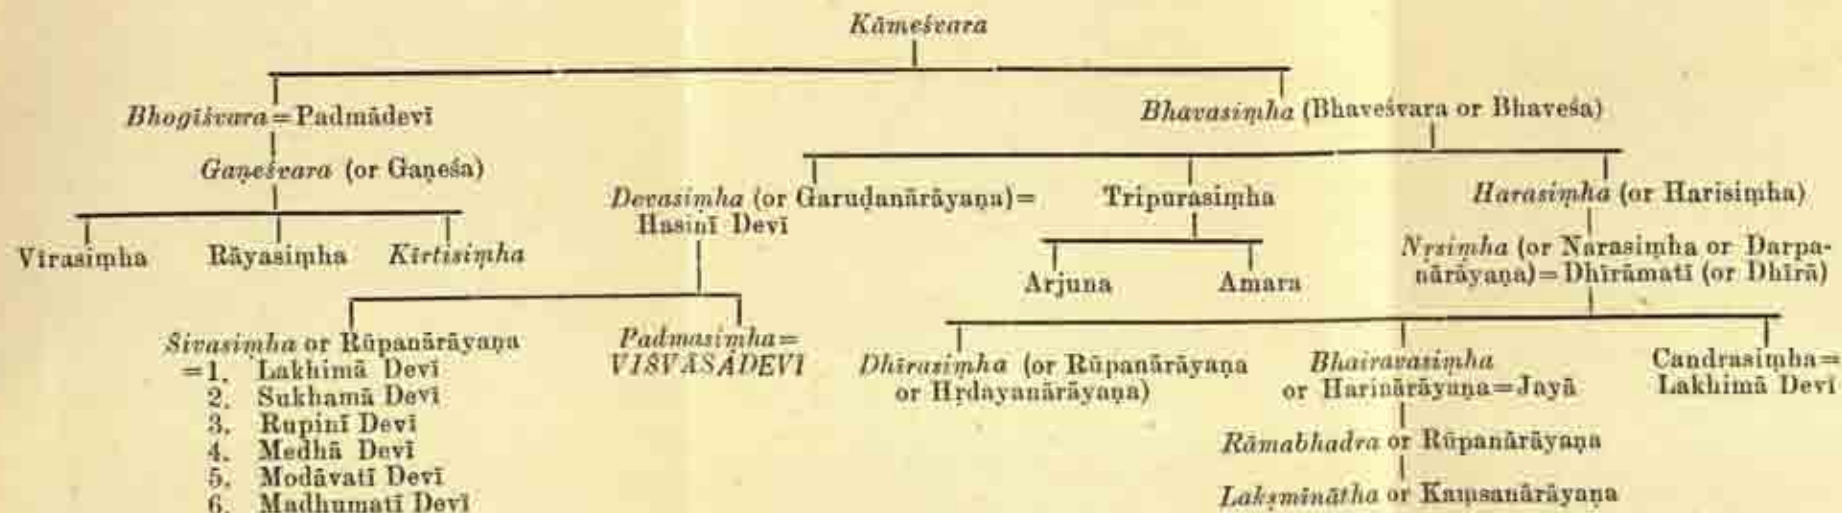 Kāmeśvara
Bhogīśvara=Padmādevī
Bhavasiṃha (Bhaveśvara or Bhaveśa)
Gaṇeśvara (or Gaṇeśa)
Devasiṃha (or Garuḍanārāyaṇa)=
Hasinī Devī
Tripurasiṃha
Harasiṃha (or Harisiṃha)
Vīrasiṃha
Rāyasiṃha
Kīrtisiṃha
Arjuna
Amara
Nṛsiṃha (or Narasiṃha or Darpa-
nārāyaṇa)=Dhīrāmatī (or Dhīrā)
Śivasiṃha or Rūpanārāyaṇa
=1. Lakhimā Devī
2. Sukhamā Devī
3. Rupinī Devī
4. Medhā Devī
5. Modāvatī Devī
6. Madhumatī Devī
Padmasiṃha=
VIŚVĀSADEVĪ
Dhīrasiṃha (or Rūpanārāyaṇa
or Hṛdayanārāyaṇa)
Bhairavasiṃha
or Harinārāyaṇa=Jayā
Candrasiṃha=
Lakhimā Devī
Rāmabhadra or Rūpanārāyaṇa
Lakṣmīnātha or Kaṃsanārāyaṇa